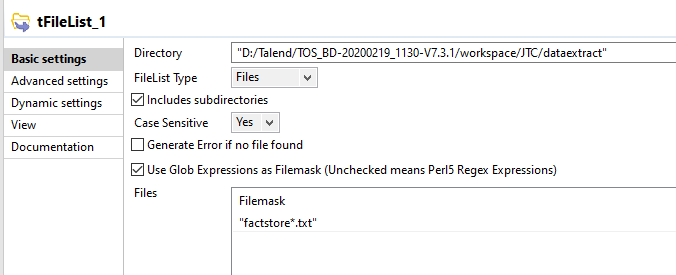 tFileList_1
Basic settings
Advanced settings
Dynamic settings
View
Documentation
Directory "D:/Talend/TOS_BD-20200219_1130-V7.3.1/workspace/JTC/dataextract"
FileList Type Files
Includes subdirectories
Case Sensitive Yes
Generate Error if no file found
Use Glob Expressions as Filemask (Unchecked means Perl5 Regex Expressions)
Files
Filemask
"factstore*.txt"